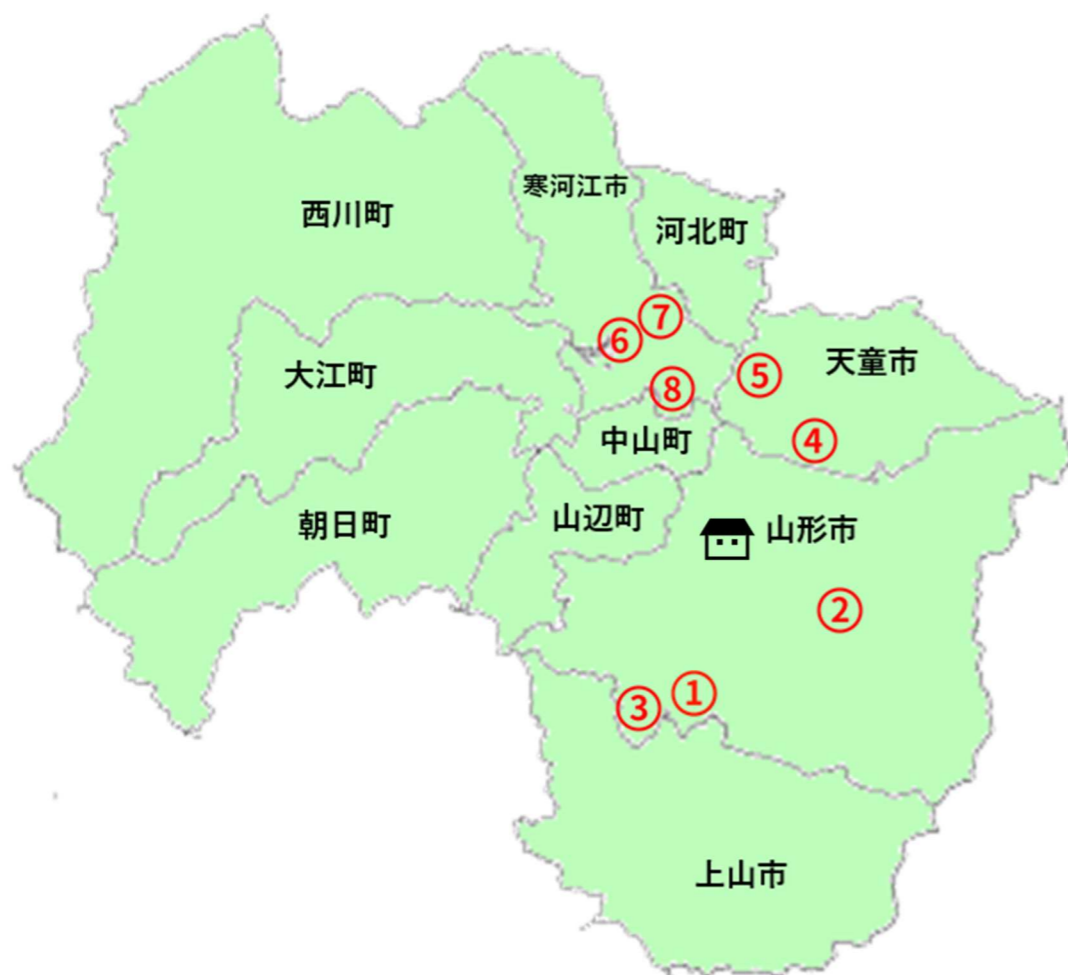 寒河江市
西川町
河北町
⑦
⑥
天童市
大江町
⑤
⑧
中山町
④
朝日町
山辺町
山形市
②
①
③
上山市